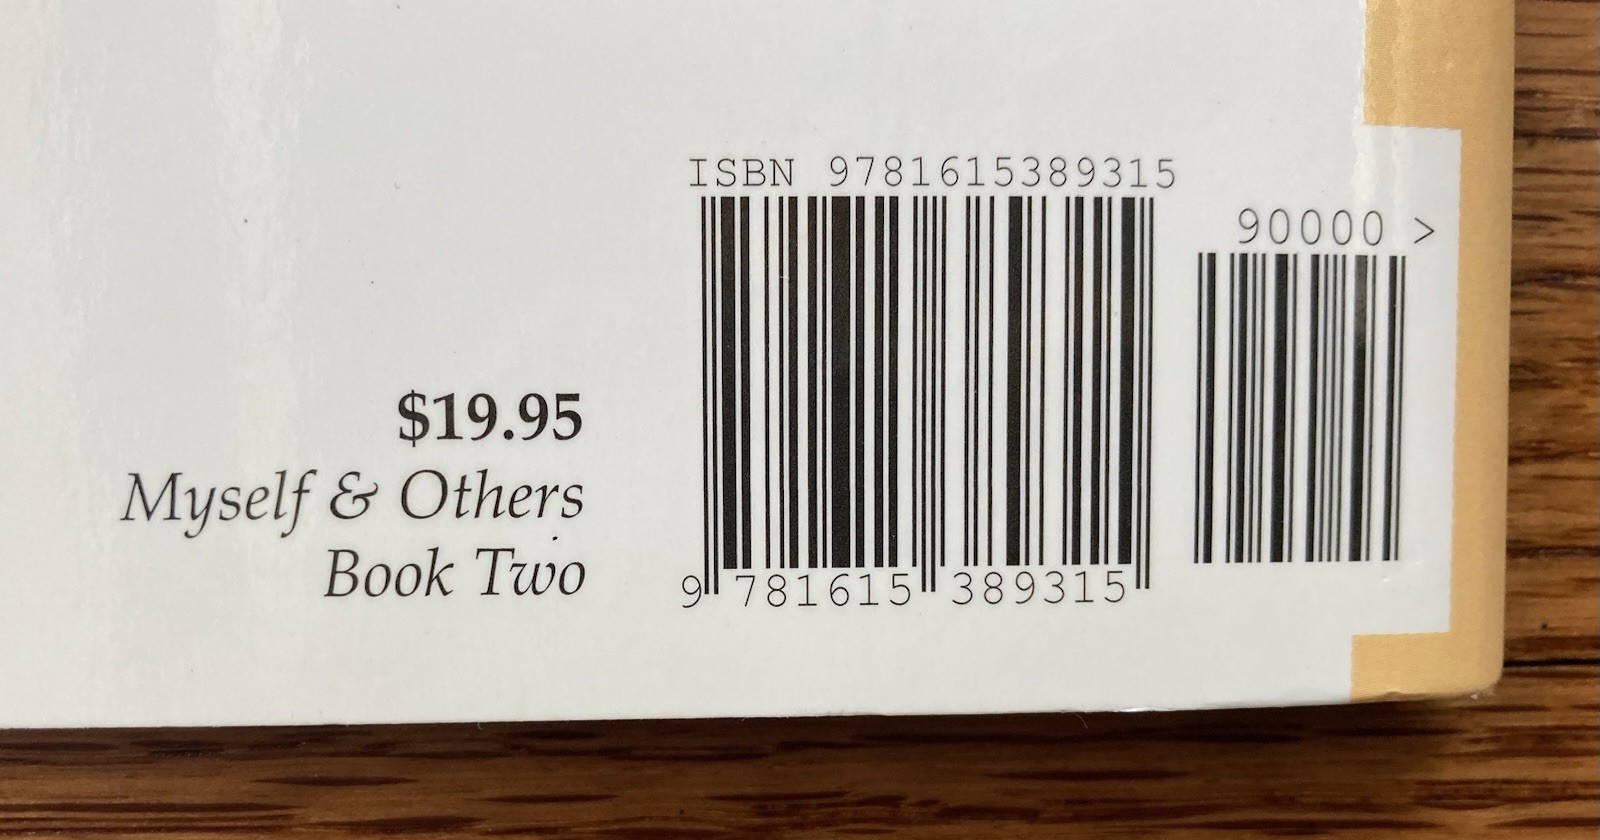 ISBN 9781615389315
90000 >
9 781615 389315
$19.95
Myself & Others
Book Two